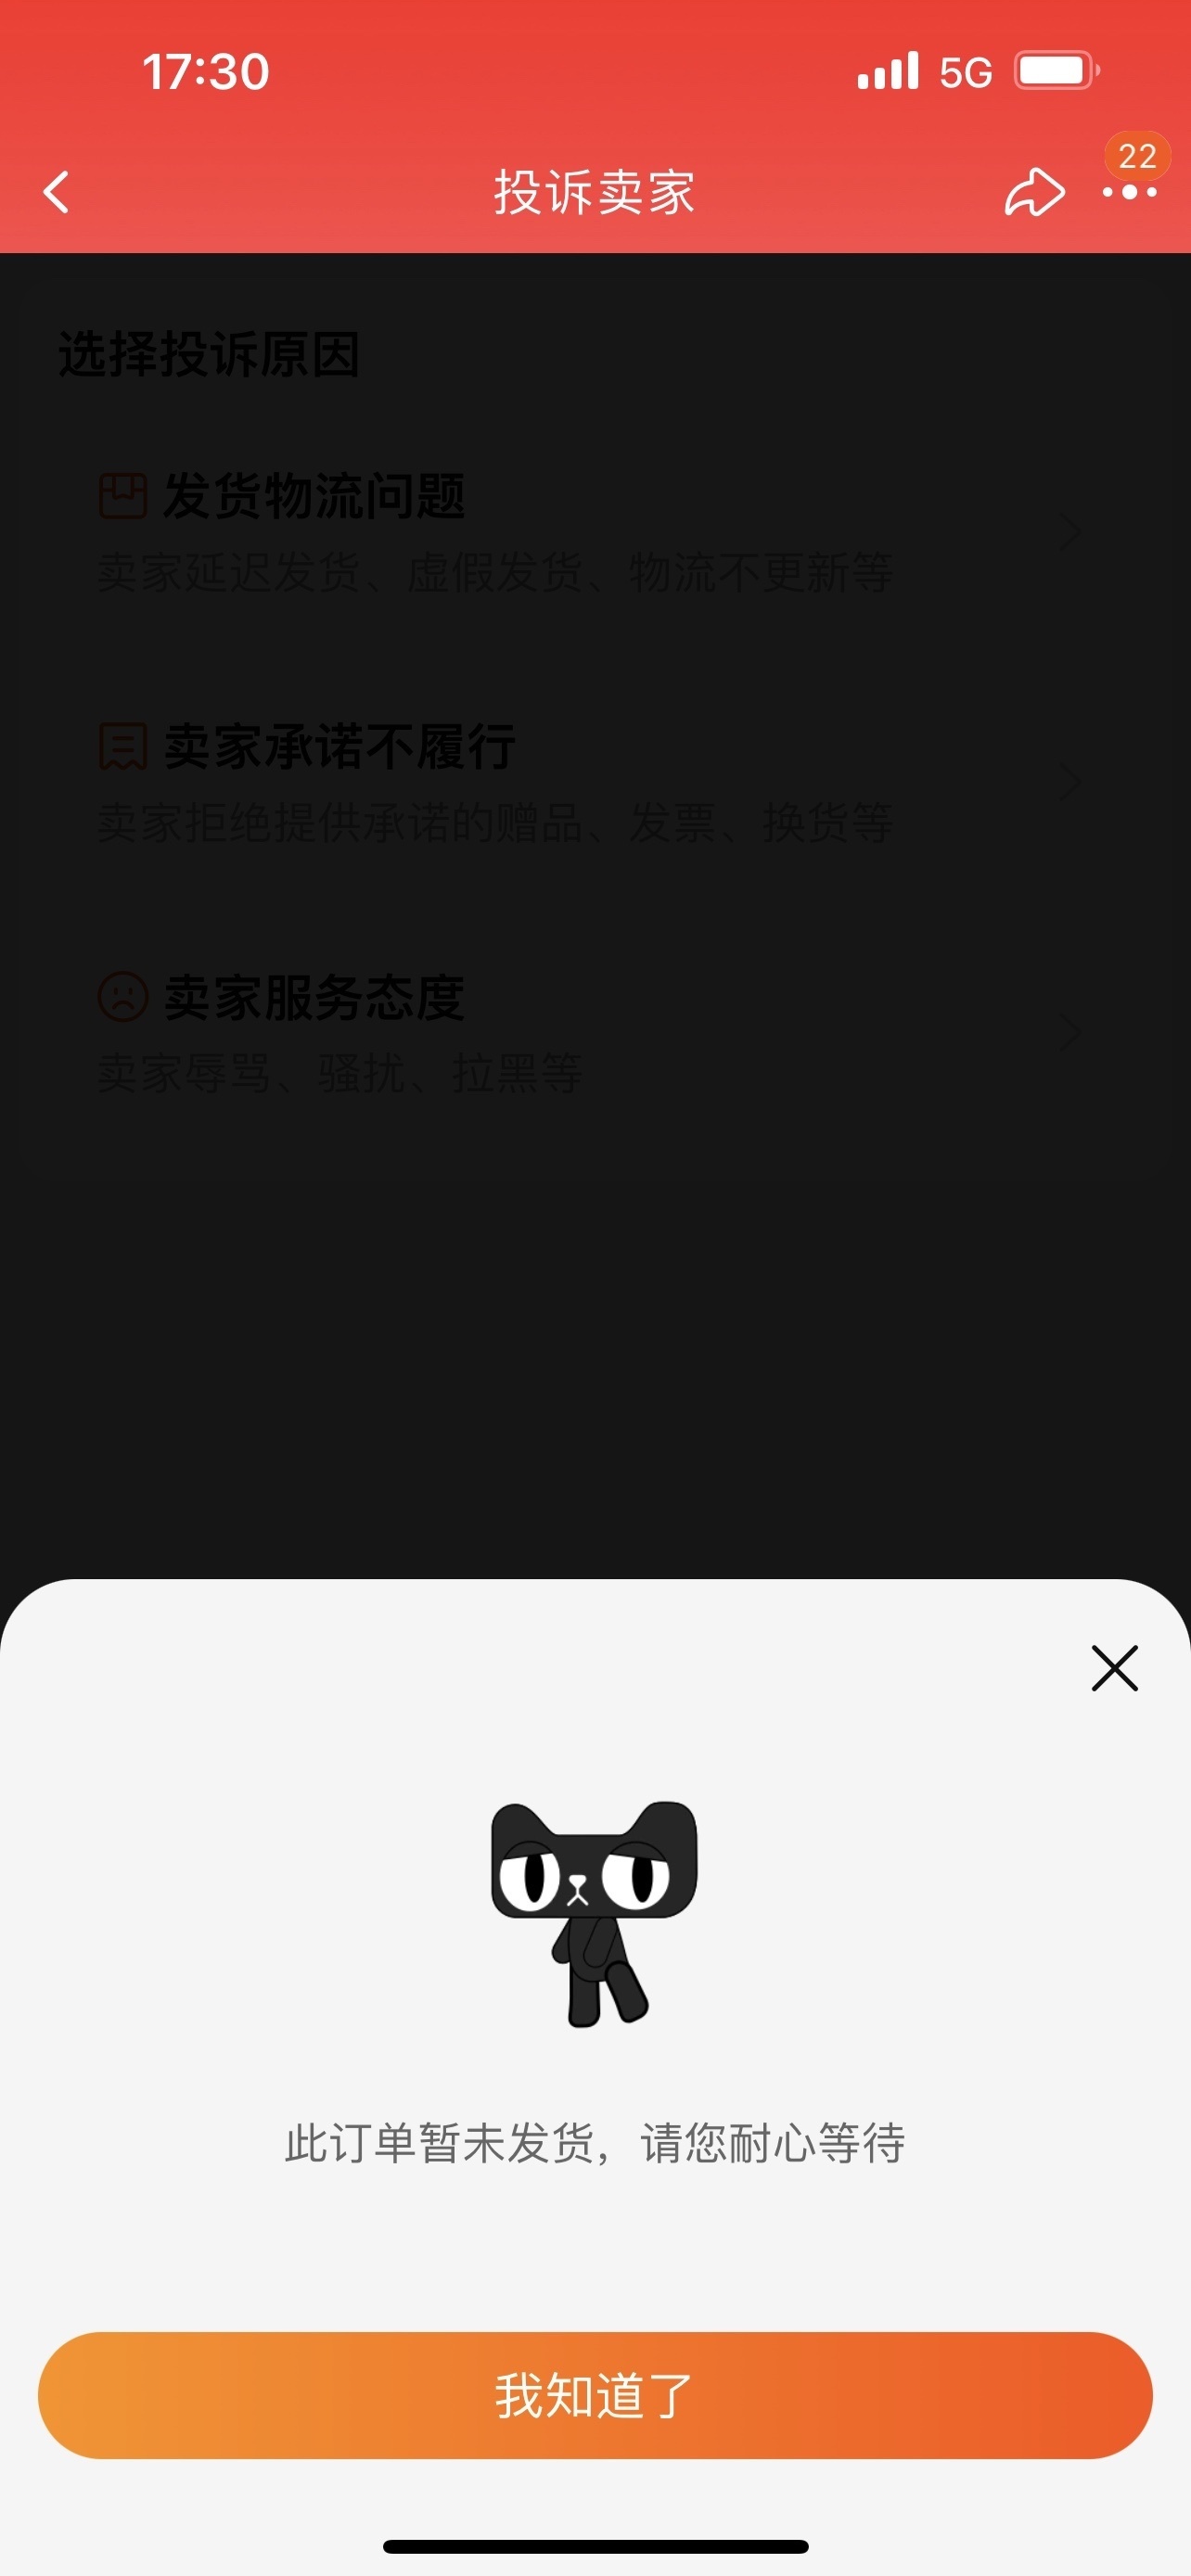 17:30
5G
22
投诉卖家
选择投诉原因
发货物流问题
卖家延迟发货、虚假发货、物流不更新等
卖家承诺不履行
卖家拒绝提供承诺的赠品、发票、换货等
卖家服务态度
卖家辱骂、骚扰、拉黑等
此订单暂未发货，请您耐心等待
我知道了